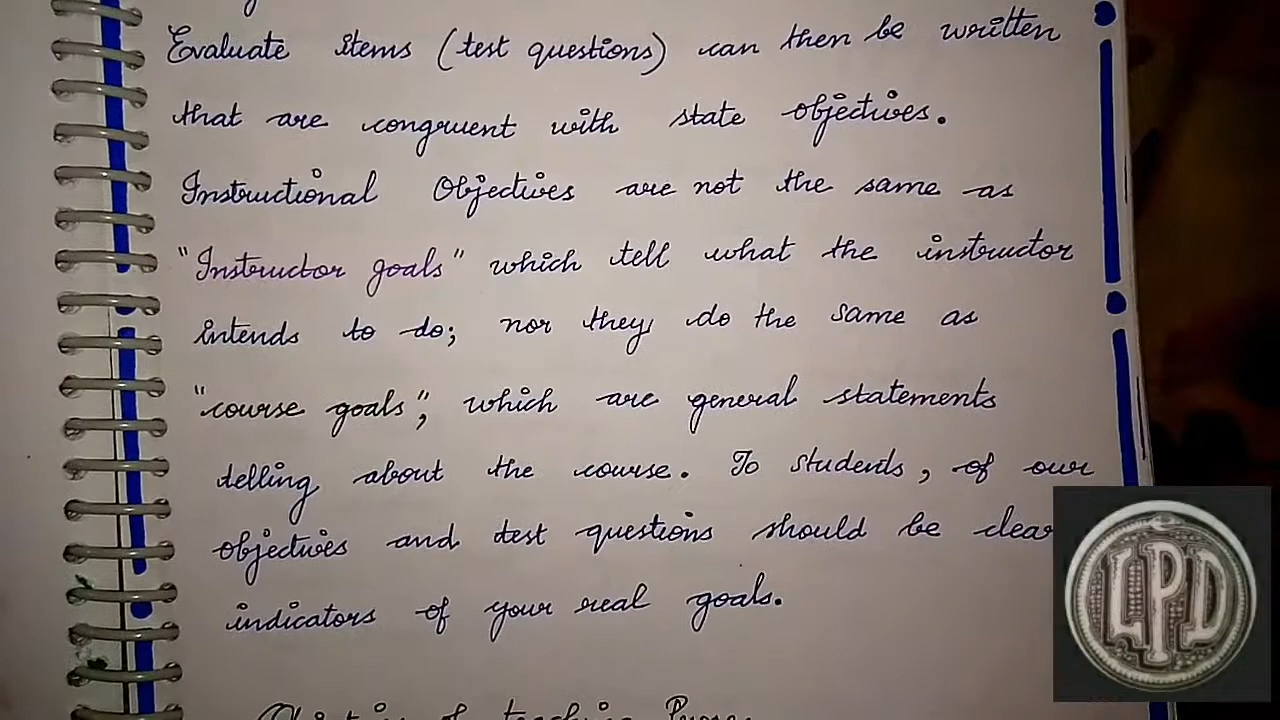 Evaluate items (test questions) can then be written
that are congruent with state objectives.
Instructional Objectives are not the same as
"Instructor goals" which tell what the instructor
intends to do; nor they do the same as
"course goals", which are general statements
telling about the course. To students, of our
objectives and test questions should be clear
indicators of your real goals.
of teaching
LPD